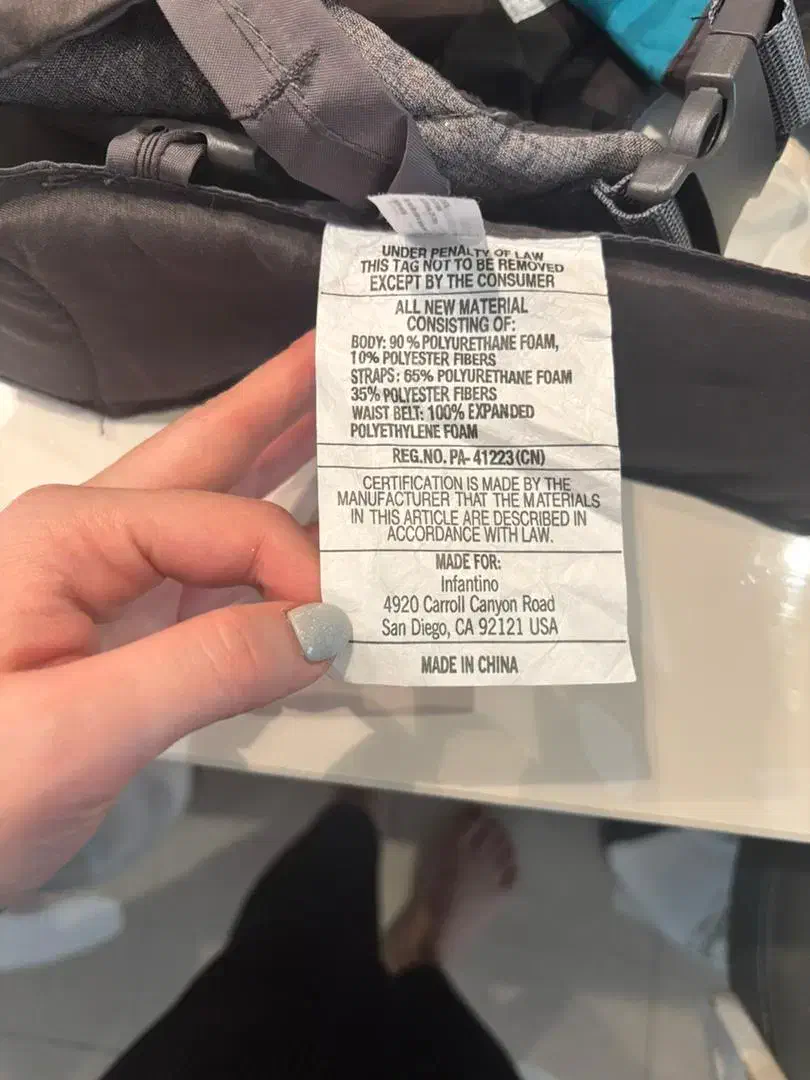 UNDER PENALTY OF LAW
THIS TAG NOT TO BE REMOVED
EXCEPT BY THE CONSUMER
ALL NEW MATERIAL
CONSISTING OF:
BODY: 90 % POLYURETHANE FOAM,
10% POLYESTER FIBERS
STRAPS: 65% POLYURETHANE FOAM
35% POLYESTER FIBERS
WAIST BELT: 100% EXPANDED
POLYETHYLENE FOAM
REG.NO. PA- 41223 (CN)
CERTIFICATION IS MADE BY THE
MANUFACTURER THAT THE MATERIALS
IN THIS ARTICLE ARE DESCRIBED IN
ACCORDANCE WITH LAW.
MADE FOR:
Infantino
4920 Carroll Canyon Road
San Diego, CA 92121 USA
MADE IN CHINA